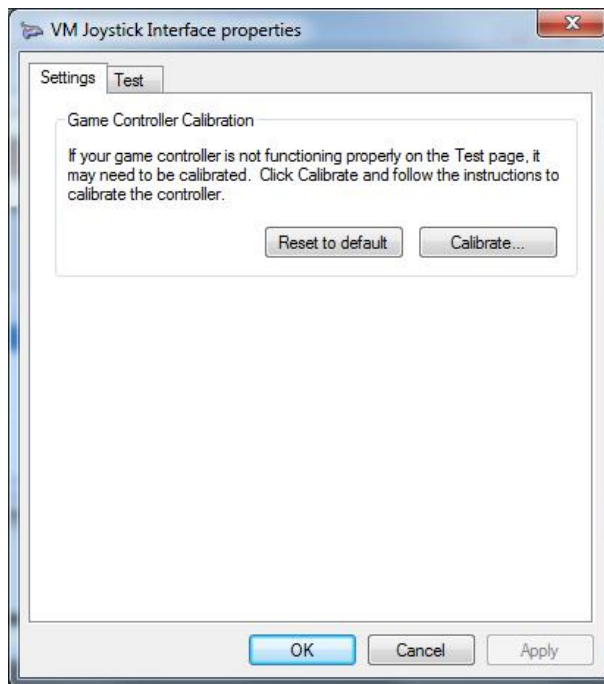 VM Joystick Interface properties
Settings
Test
Game Controller Calibration
If your game controller is not functioning properly on the Test page, it
may need to be calibrated.  Click Calibrate and follow the instructions to
calibrate the controller.
Reset to default
Calibrate...
OK
Cancel
Apply